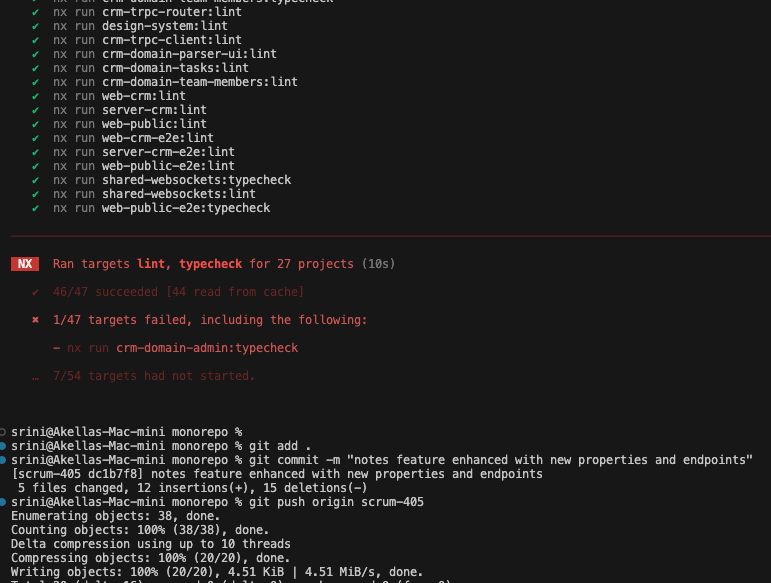 ✔ nx run crm-domain-team-members:typecheck
✔ nx run crm-trpc-router:lint
✔ nx run design-system:lint
✔ nx run crm-trpc-client:lint
✔ nx run crm-domain-parser-ui:lint
✔ nx run crm-domain-tasks:lint
✔ nx run crm-domain-team-members:lint
✔ nx run web-crm:lint
✔ nx run server-crm:lint
✔ nx run web-public:lint
✔ nx run web-crm-e2e:lint
✔ nx run server-crm-e2e:lint
✔ nx run web-public-e2e:lint
✔ nx run shared-websockets:typecheck
✔ nx run shared-websockets:lint
✔ nx run web-public-e2e:typecheck
NX Ran targets lint, typecheck for 27 projects (10s)
✔ 46/47 succeeded [44 read from cache]
✖ 1/47 targets failed, including the following:
- nx run crm-domain-admin:typecheck
… 7/54 targets had not started.
srini@Akellas-Mac-mini monorepo %
srini@Akellas-Mac-mini monorepo % git add .
srini@Akellas-Mac-mini monorepo % git commit -m "notes feature enhanced with new properties and endpoints"
[scrum-405 dc1b7f8] notes feature enhanced with new properties and endpoints
5 files changed, 12 insertions(+), 15 deletions(-)
srini@Akellas-Mac-mini monorepo % git push origin scrum-405
Enumerating objects: 38, done.
Counting objects: 100% (38/38), done.
Delta compression using up to 10 threads
Compressing objects: 100% (20/20), done.
Writing objects: 100% (20/20), 4.51 KiB | 4.51 MiB/s, done.